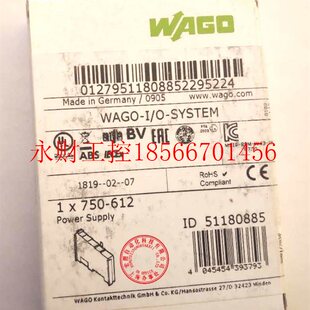 WAGO
01279511808852295224
Made in Germany / 0905
www.wago.com
WAGO-I/O-SYSTEM
BV
EAC
ABS
永财工控18566701456
1819--02--07
RoHS ✓
Compliant
1 x 750-612
Power Supply
ID 51180885
4 045454 393793
WAGO Kontakttechnik GmbH & Co. KG/Hansastrasse 27/D 32423 Minden